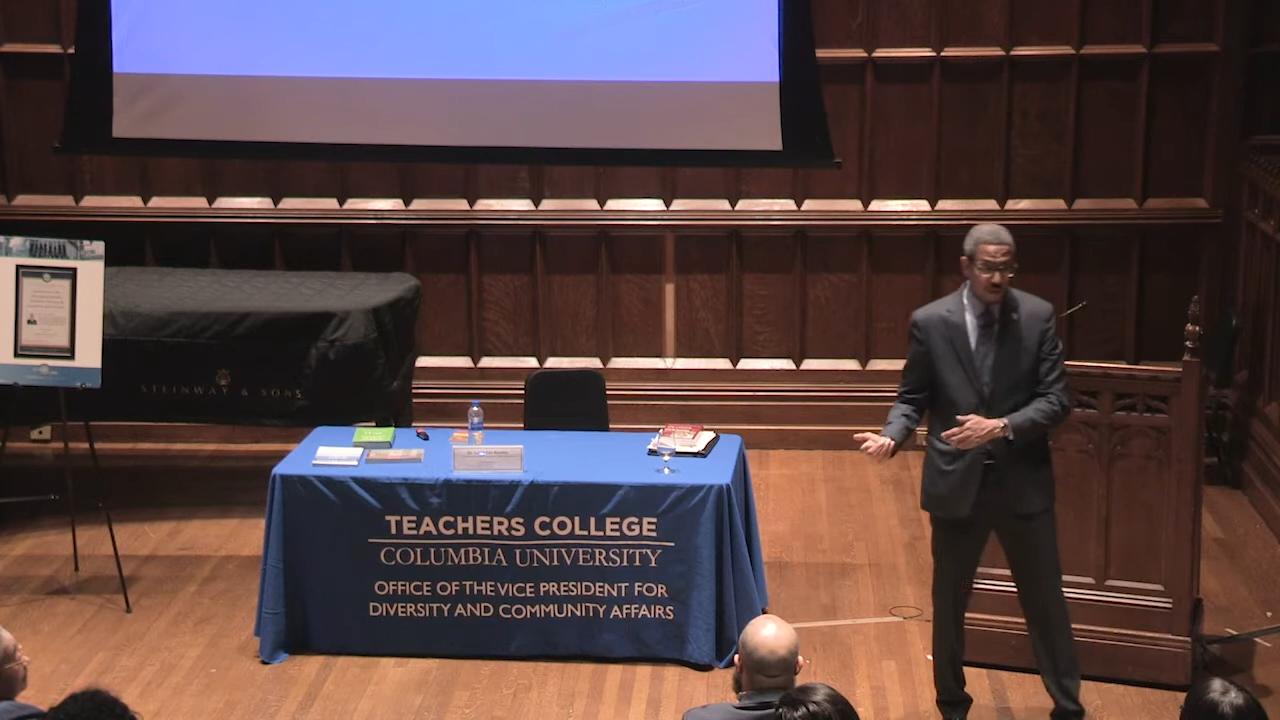 STEINWAY & SONS
TEACHERS COLLEGE
COLUMBIA UNIVERSITY
OFFICE OF THE VICE PRESIDENT FOR
DIVERSITY AND COMMUNITY AFFAIRS